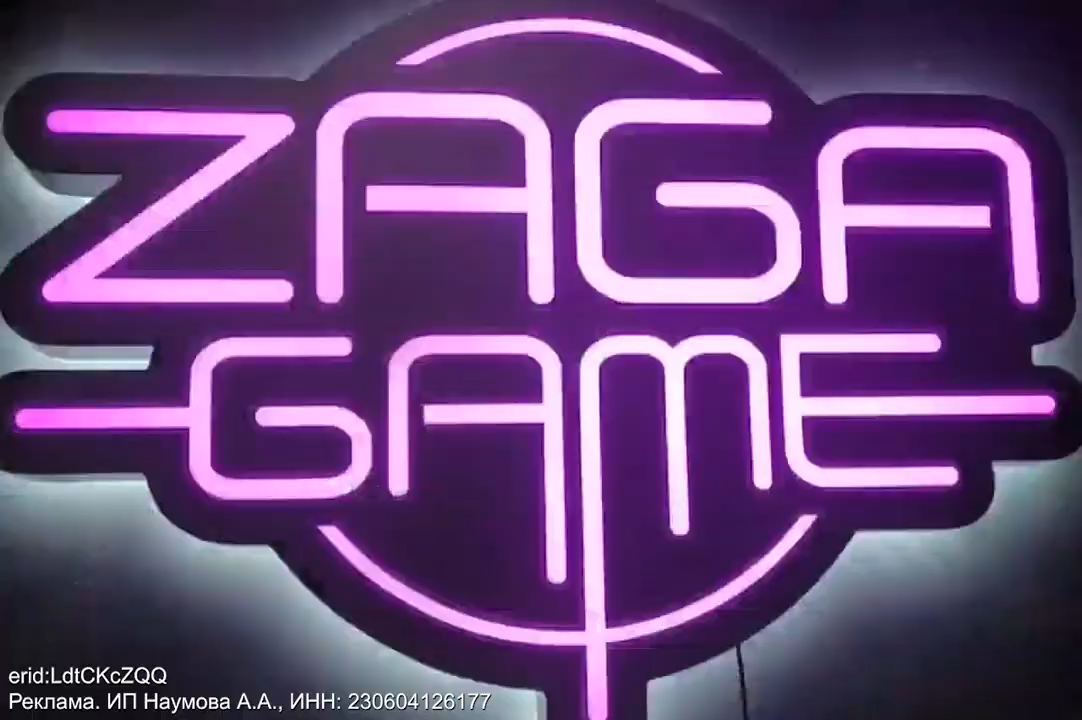 ZAGA
GAME
erid:LdtCKcZQQ
Реклама. ИП Наумова А.А., ИНН: 230604126177